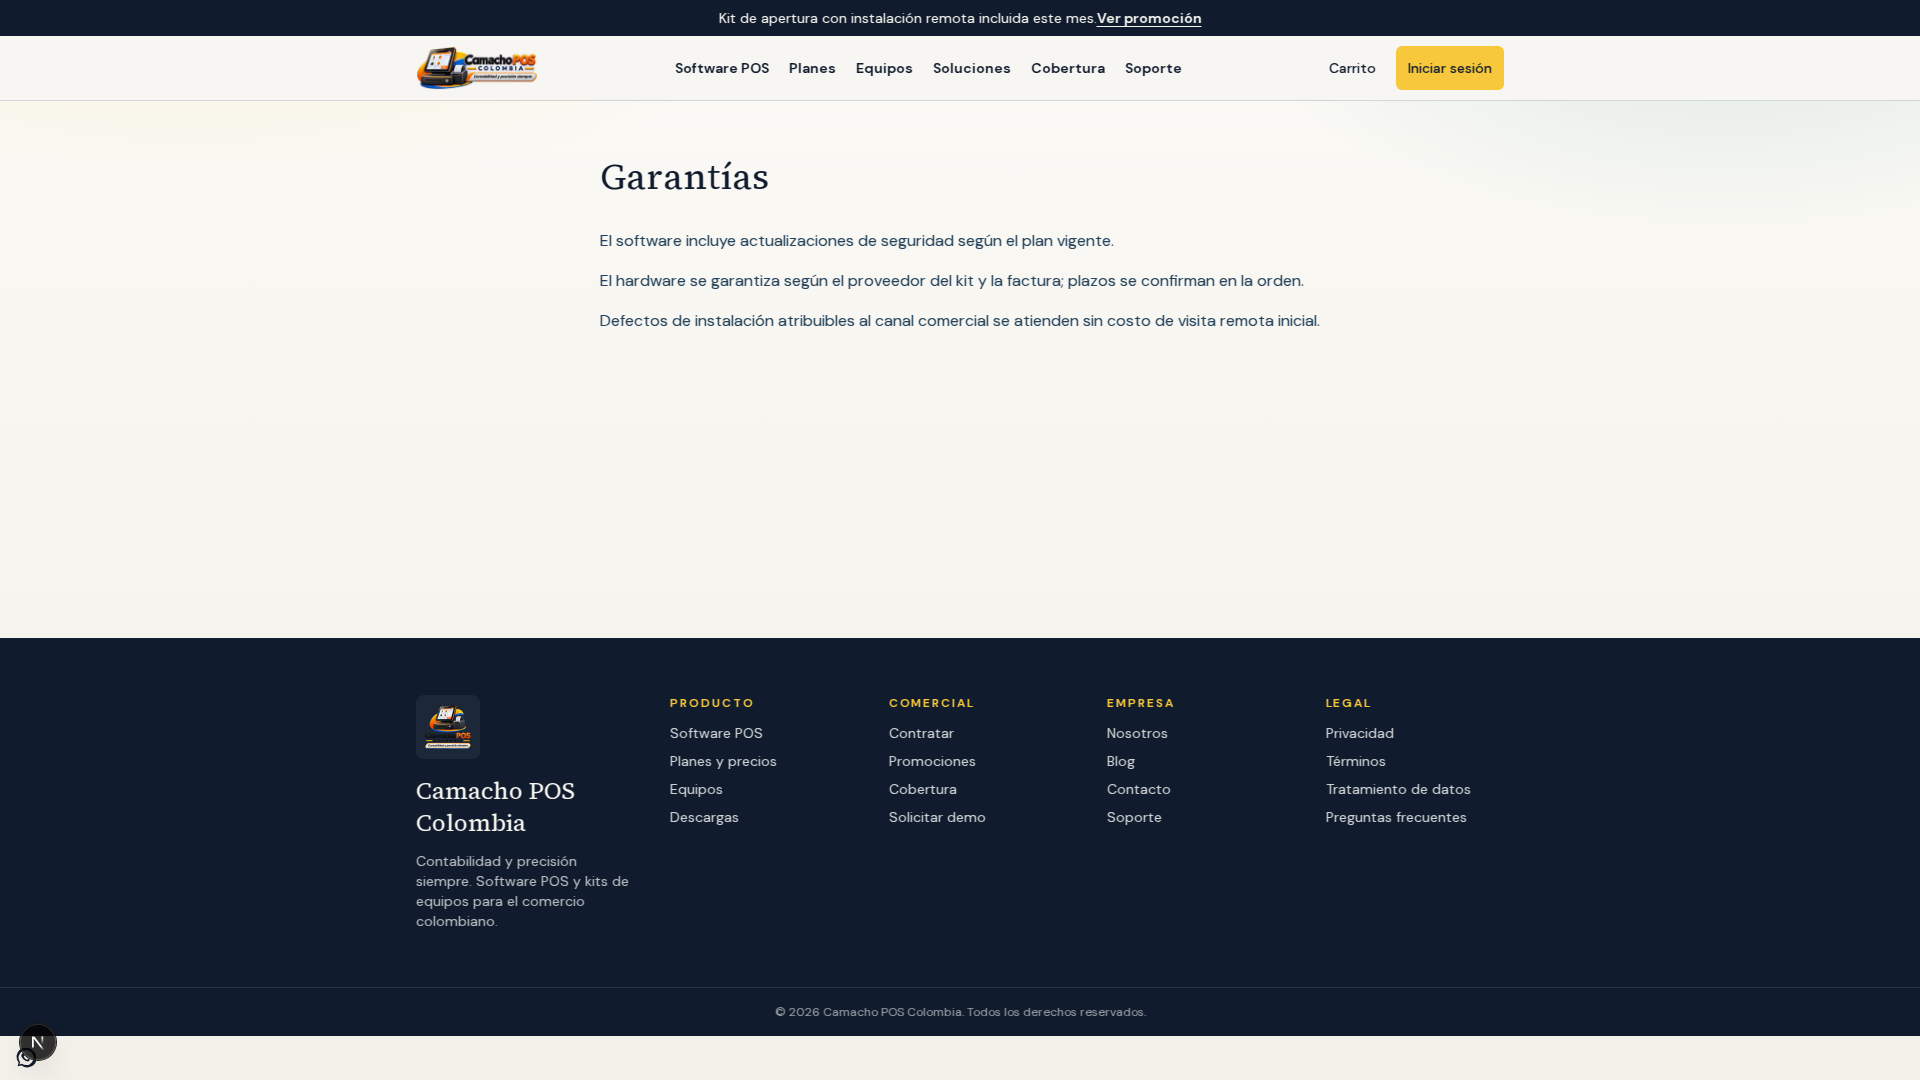 Kit de apertura con instalación remota incluida este mes.Ver promoción
CamachoPOS
COLOMBIA
Contabilidad y precisión siempre.
Software POS
Planes
Equipos
Soluciones
Cobertura
Soporte
Carrito
Iniciar sesión
Garantías
El software incluye actualizaciones de seguridad según el plan vigente.
El hardware se garantiza según el proveedor del kit y la factura; plazos se confirman en la orden.
Defectos de instalación atribuibles al canal comercial se atienden sin costo de visita remota inicial.
Camacho POS
Colombia
Contabilidad y precisión
siempre. Software POS y kits de
equipos para el comercio
colombiano.
PRODUCTO
Software POS
Planes y precios
Equipos
Descargas
COMERCIAL
Contratar
Promociones
Cobertura
Solicitar demo
EMPRESA
Nosotros
Blog
Contacto
Soporte
LEGAL
Privacidad
Términos
Tratamiento de datos
Preguntas frecuentes
© 2026 Camacho POS Colombia. Todos los derechos reservados.
N